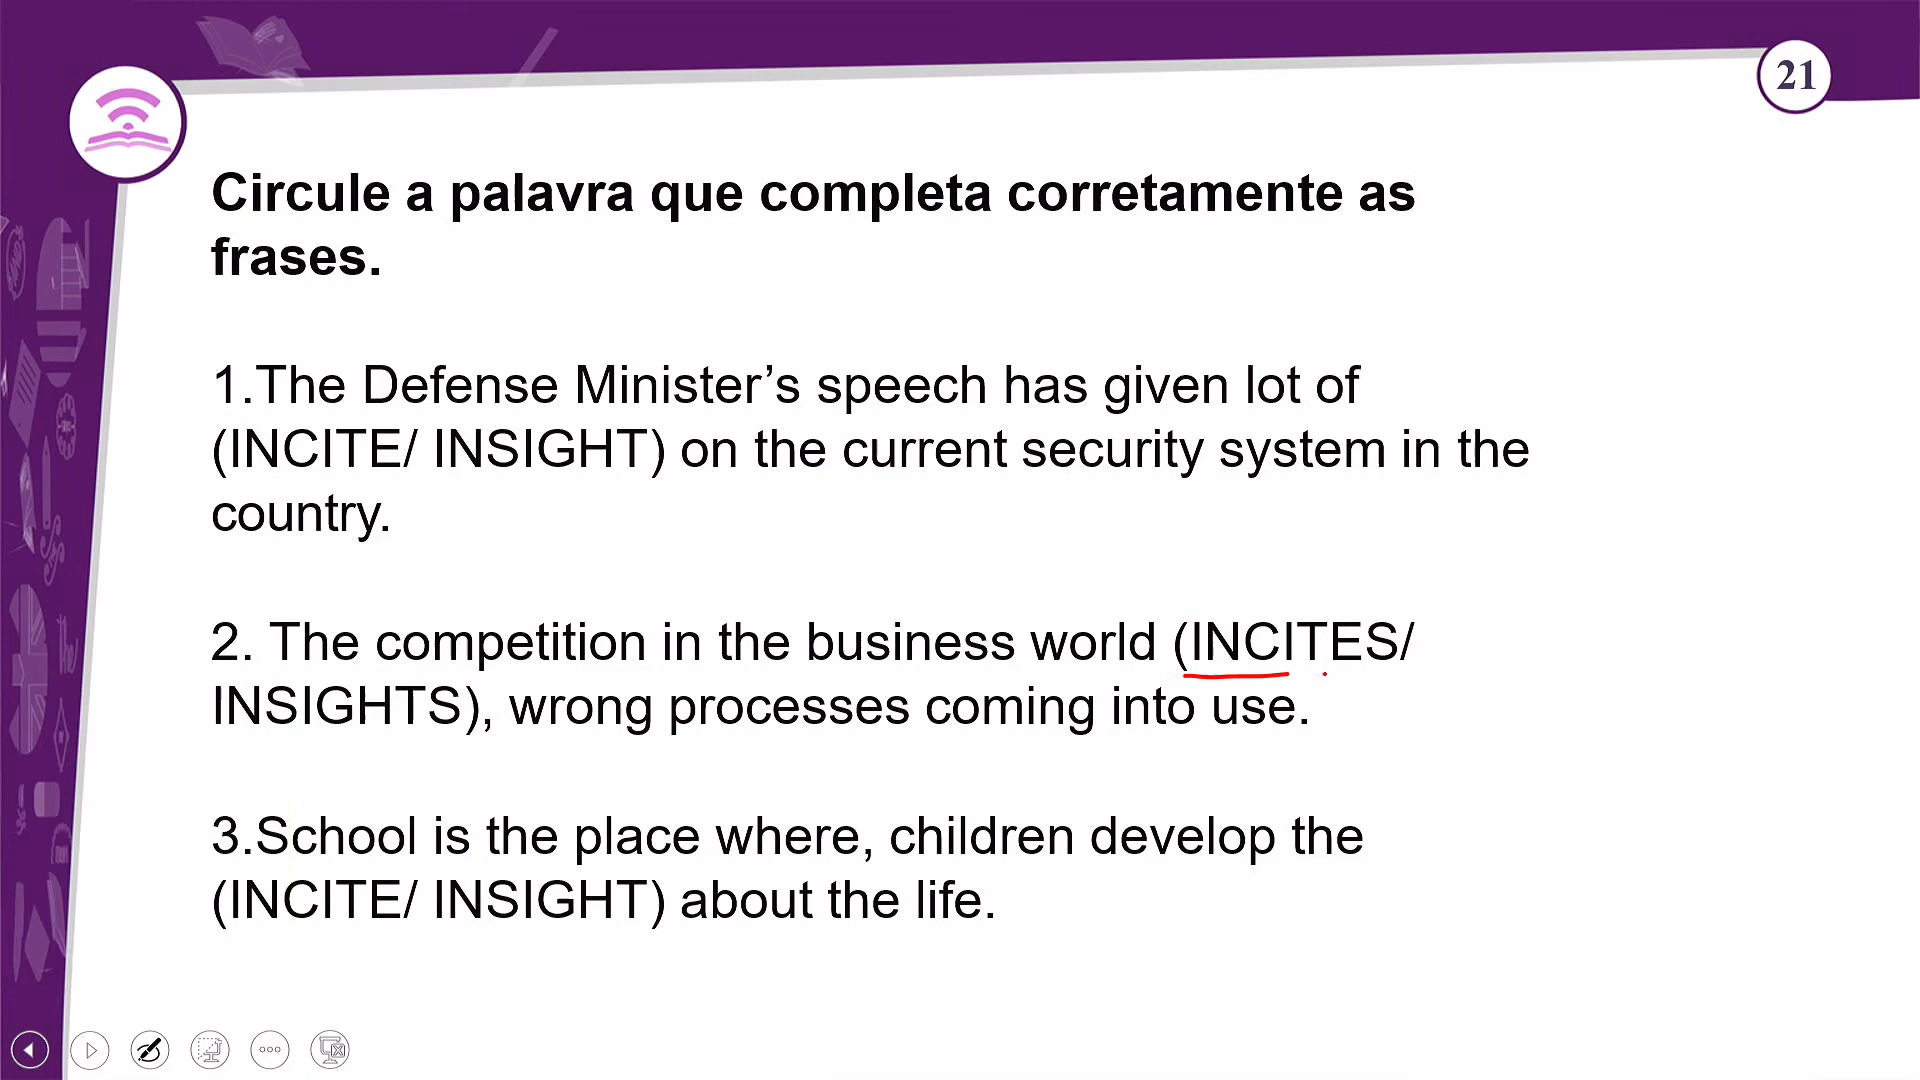 21
Circule a palavra que completa corretamente as
frases.
1.The Defense Minister’s speech has given lot of
(INCITE/ INSIGHT) on the current security system in the
country.
2. The competition in the business world (INCITES/
INSIGHTS), wrong processes coming into use.
3.School is the place where, children develop the
(INCITE/ INSIGHT) about the life.